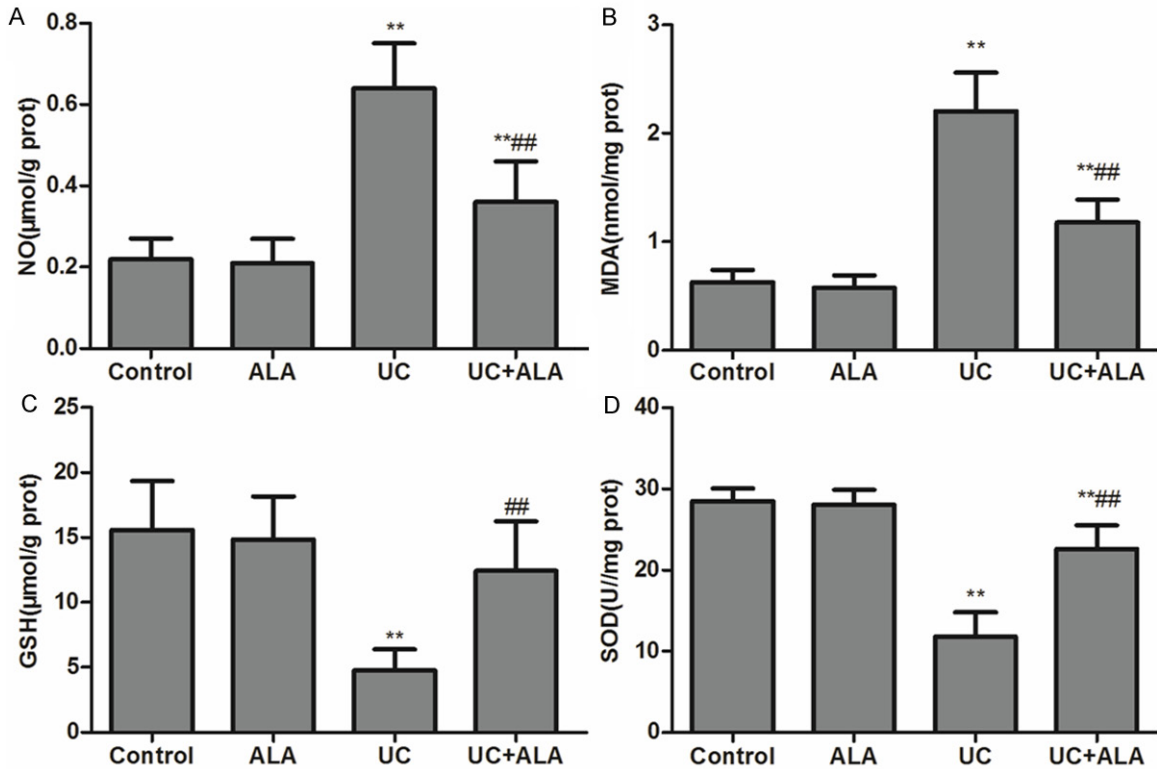 A
NO(µmol/g prot)
0.8
0.6
0.4
0.2
0.0
**
**##
Control ALA UC UC+ALA
B
MDA(nmol/mg prot)
3
2
1
0
**
**##
Control ALA UC UC+ALA
C
GSH(µmol/g prot)
25
20
15
10
5
0
**
##
Control ALA UC UC+ALA
D
SOD(U//mg prot)
40
30
20
10
0
**
**##
Control ALA UC UC+ALA